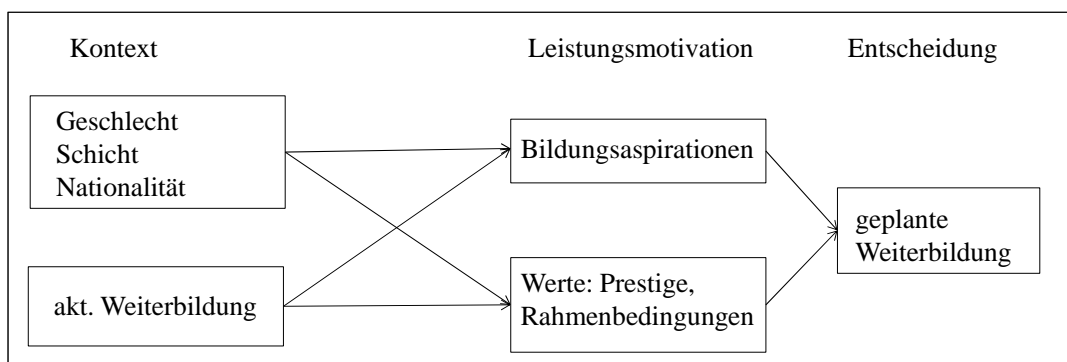 Kontext
Leistungsmotivation
Entscheidung
Geschlecht
Schicht
Nationalität
Bildungsaspirationen
geplante
Weiterbildung
akt. Weiterbildung
Werte: Prestige,
Rahmenbedingungen